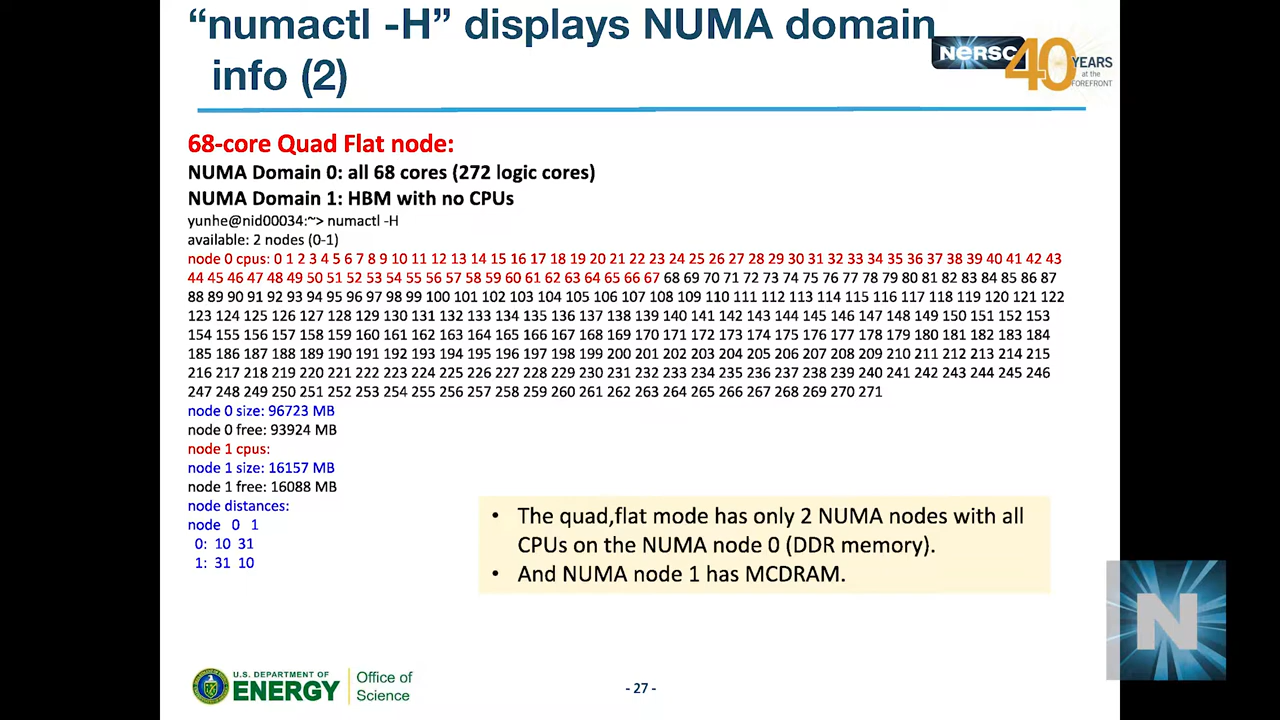 “numactl -H” displays NUMA domain
info (2)
NERSC 40 YEARS at the FOREFRONT
68-core Quad Flat node:
NUMA Domain 0: all 68 cores (272 logic cores)
NUMA Domain 1: HBM with no CPUs
yunhe@nid00034:~> numactl -H
available: 2 nodes (0-1)
node 0 cpus: 0 1 2 3 4 5 6 7 8 9 10 11 12 13 14 15 16 17 18 19 20 21 22 23 24 25 26 27 28 29 30 31 32 33 34 35 36 37 38 39 40 41 42 43
44 45 46 47 48 49 50 51 52 53 54 55 56 57 58 59 60 61 62 63 64 65 66 67 68 69 70 71 72 73 74 75 76 77 78 79 80 81 82 83 84 85 86 87
88 89 90 91 92 93 94 95 96 97 98 99 100 101 102 103 104 105 106 107 108 109 110 111 112 113 114 115 116 117 118 119 120 121 122
123 124 125 126 127 128 129 130 131 132 133 134 135 136 137 138 139 140 141 142 143 144 145 146 147 148 149 150 151 152 153
154 155 156 157 158 159 160 161 162 163 164 165 166 167 168 169 170 171 172 173 174 175 176 177 178 179 180 181 182 183 184
185 186 187 188 189 190 191 192 193 194 195 196 197 198 199 200 201 202 203 204 205 206 207 208 209 210 211 212 213 214 215
216 217 218 219 220 221 222 223 224 225 226 227 228 229 230 231 232 233 234 235 236 237 238 239 240 241 242 243 244 245 246
247 248 249 250 251 252 253 254 255 256 257 258 259 260 261 262 263 264 265 266 267 268 269 270 271
node 0 size: 96723 MB
node 0 free: 93924 MB
node 1 cpus:
node 1 size: 16157 MB
node 1 free: 16088 MB
node distances:
node 0 1
0: 10 31
1: 31 10
• The quad,flat mode has only 2 NUMA nodes with all
CPUs on the NUMA node 0 (DDR memory).
• And NUMA node 1 has MCDRAM.
N
U.S. DEPARTMENT OF
ENERGY
Office of
Science
- 27 -